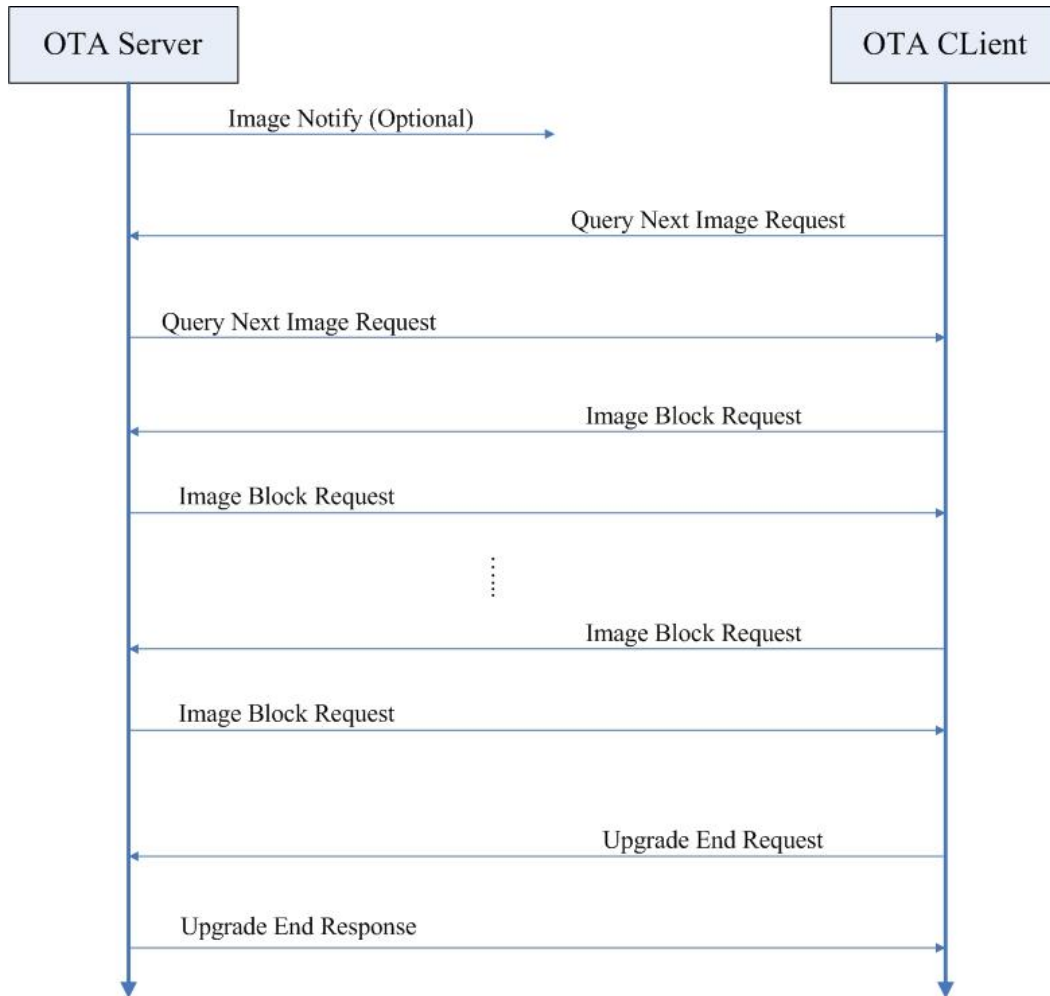 OTA Server
OTA CLient
Image Notify (Optional)
Query Next Image Request
Query Next Image Request
Image Block Request
Image Block Request
Image Block Request
Image Block Request
Upgrade End Request
Upgrade End Response